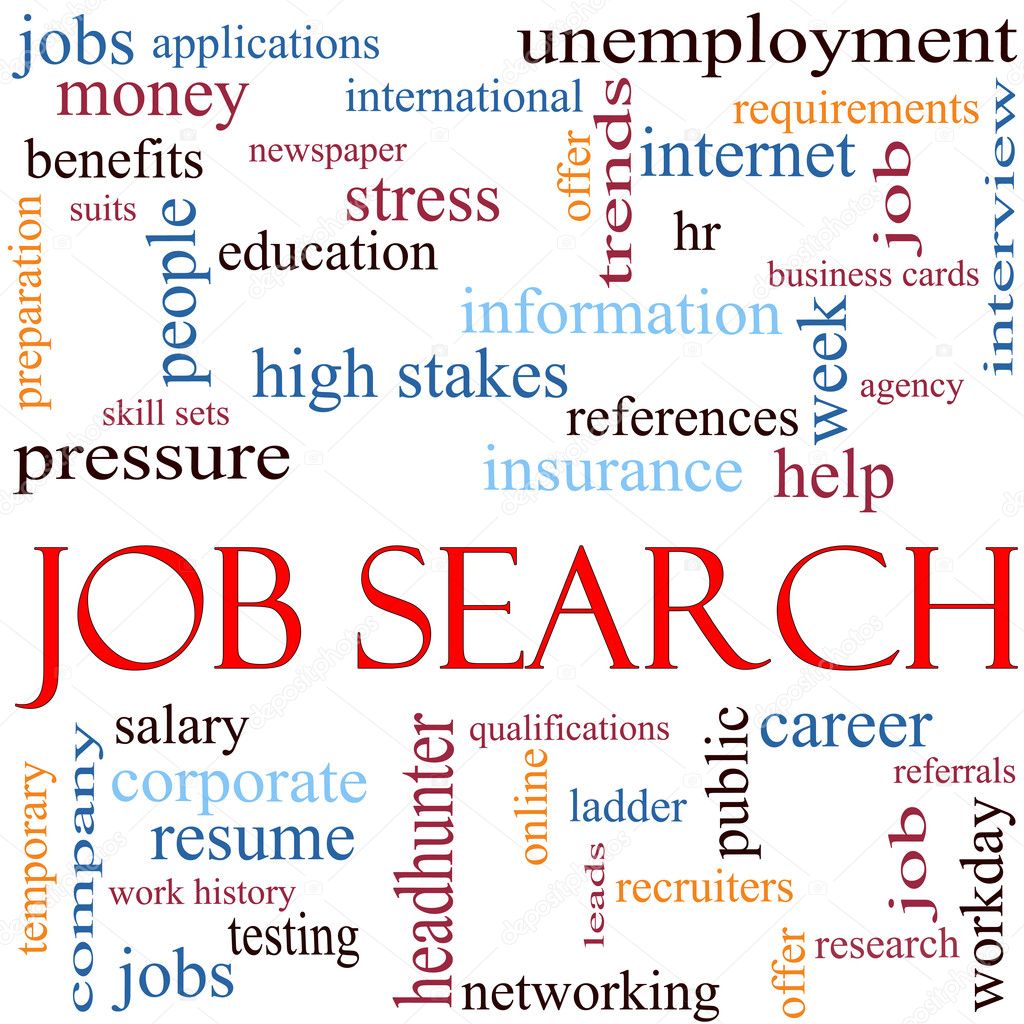 jobs
applications
unemployment
money
international
trends
requirements
interview
benefits
newspaper
offer
internet
job
preparation
suits
people
stress
hr
education
business cards
information
week
high stakes
agency
skill sets
references
pressure
insurance
help
JOB SEARCH
salary
headhunter
qualifications
public
career
company
corporate
online
referrals
temporary
resume
ladder
job
workday
work history
leads
recruiters
testing
offer
research
jobs
networking
depositphotos